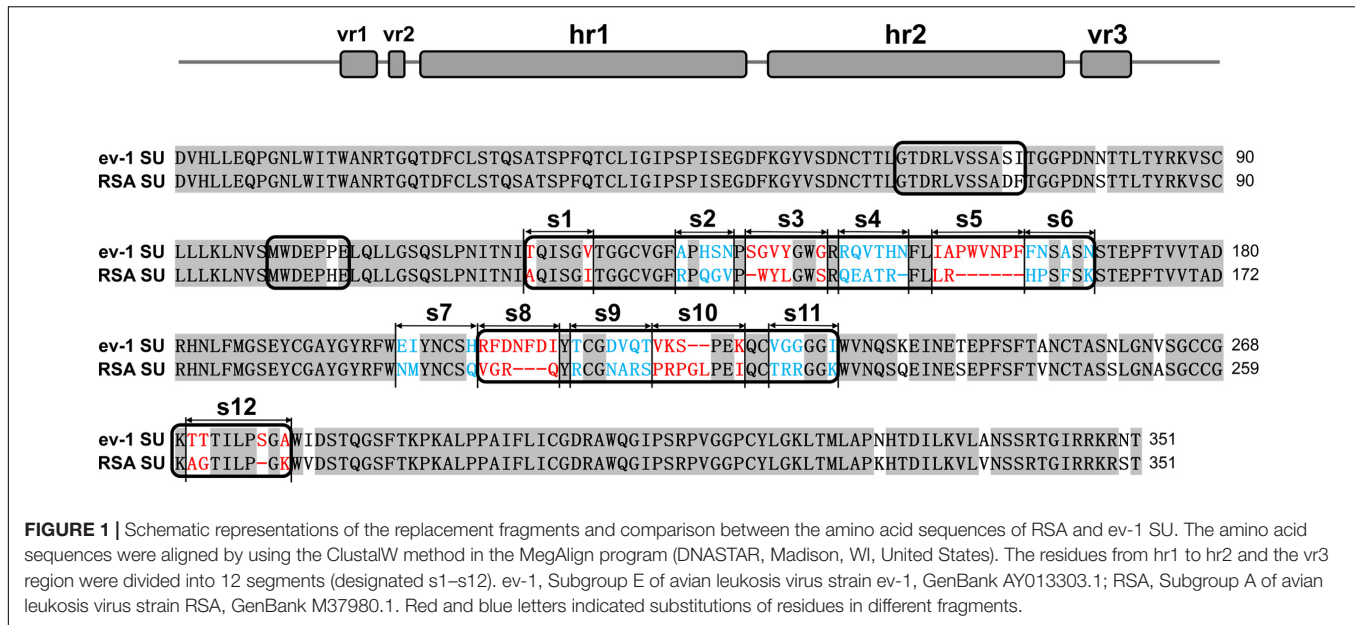 vr1 vr2 hr1 hr2 vr3
ev-1 SU DVHLLEQPGNLWITWANRTGQTDFCLSTQSATSPFQTCLIGIPSPISEGDFKGYVSDNCTTLGTDRLVSSASITGGPDNNTTLTYRKVSC 90
RSA SU DVHLLEQPGNLWITWANRTGQTDFCLSTQSATSPFQTCLIGIPSPISEGDFKGYVSDNCTTLGTDRLVSSADFTGGPDNSTTLTYRKVSC 90
s1 s2 s3 s4 s5 s6
ev-1 SU LLLKLNVSMWDEPPELQLLGSQSLPNITNITQISGVTGGCVGFAPHSNPSGVYGWGRRQVTHNFLIAPWVNPFFNSASNSTEPFTVVTAD 180
RSA SU LLLKLNVSMWDEPHELQLLGSQSLPNITNIAQISGITGGCVGFRPQGVP-WYLGWSRQEATR-FLLR------HPSFSKSTEPFTVVTAD 172
s7 s8 s9 s10 s11
ev-1 SU RHNLFMGSEYCGAYGYRFWEIYNCSHRFDNFDIYTCGDVQTVKS--PEKQCVGGGGIWVNQSKEINETEPFSFTANCTASNLGNVSGCCG 268
RSA SU RHNLFMGSEYCGAYGYRFWNMYNCSQVGR---QYRCGNARSPRPGLPEIQCTRRGGKWVNQSQEINESEPFSFTVNCTASSLGNASGCCG 259
s12
ev-1 SU KTTTILPSGAWIDSTQGSFTKPKALPPAIFLICGDRAWQGIPSRPVGGPCYLGKLTMLAPNHTDILKVLANSSRTGIRRKRNT 351
RSA SU KAGTILP-GKWVDSTQGSFTKPKALPPAIFLICGDRAWQGIPSRPVGGPCYLGKLTMLAPKHTDILKVLVNSSRTGIRRKRST 351
FIGURE 1 | Schematic representations of the replacement fragments and comparison between the amino acid sequences of RSA and ev-1 SU. The amino acid
sequences were aligned by using the ClustalW method in the MegAlign program (DNASTAR, Madison, WI, United States). The residues from hr1 to hr2 and the vr3
region were divided into 12 segments (designated s1–s12). ev-1, Subgroup E of avian leukosis virus strain ev-1, GenBank AY013303.1; RSA, Subgroup A of avian
leukosis virus strain RSA, GenBank M37980.1. Red and blue letters indicated substitutions of residues in different fragments.